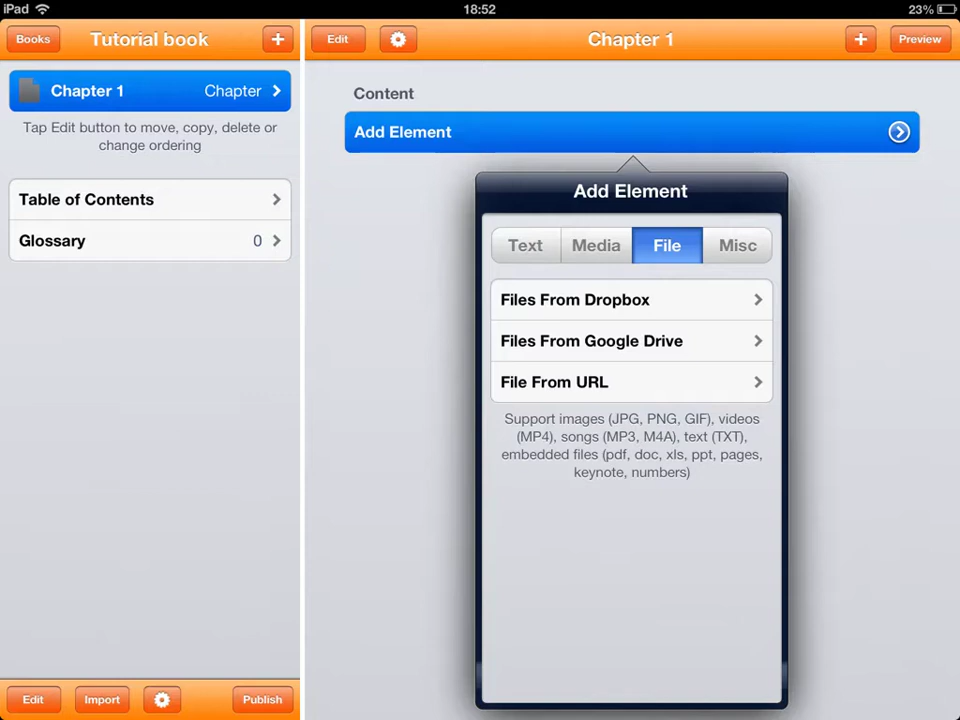 iPad
18:52
23%
Books
Tutorial book
+
Edit
Chapter 1
+
Preview
Chapter 1 Chapter
Tap Edit button to move, copy, delete or
change ordering
Table of Contents
Glossary 0
Content
Add Element
Add Element
Text Media File Misc
Files From Dropbox
Files From Google Drive
File From URL
Support images (JPG, PNG, GIF), videos
(MP4), songs (MP3, M4A), text (TXT),
embedded files (pdf, doc, xls, ppt, pages,
keynote, numbers)
Edit
Import
Publish